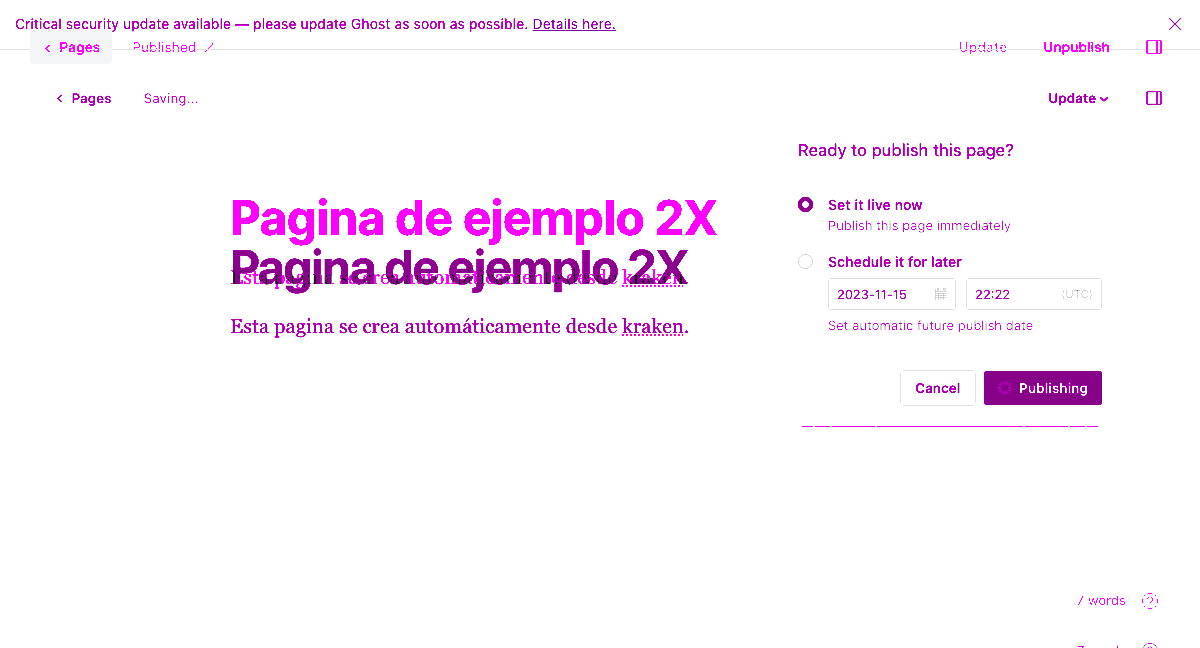 Critical security update available — please update Ghost as soon as possible. Details here.
Pages Published Update Unpublish
Pages Saving... Update
Ready to publish this page?
Pagina de ejemplo 2X
Set it live now
Publish this page immediately
Pagina de ejemplo 2X
Esta pagina se crea automáticamente desde kraken.
Schedule it for later
2023-11-15 22:22 (UTC)
Esta pagina se crea automáticamente desde kraken.
Set automatic future publish date
Cancel Publishing
7 words